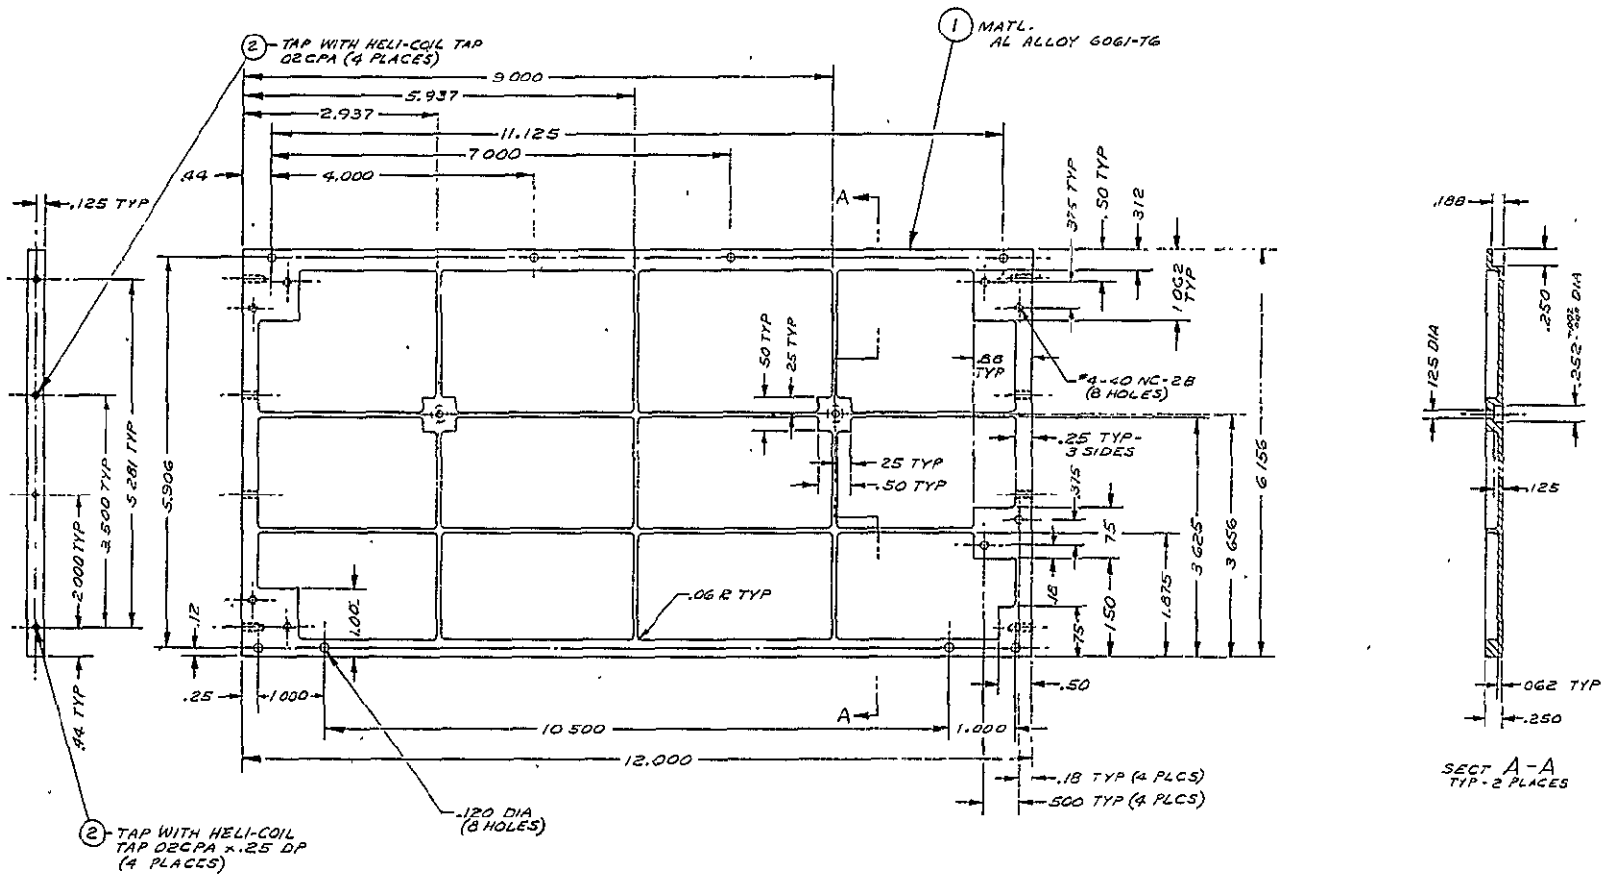 2 TAP WITH HELI-COIL TAP
02CPA (4 PLACES)
1 MATL.
AL ALLOY 6061-T6
9 000
5.937
2.937
11.125
7 000
.44
4.000
.125 TYP
A
.375 TYP
.50 TYP
.312
1 062
TYP
.188
.250
.125 DIA
5.906
5 281 TYP
3.500 TYP
2 000 TYP
.50 TYP
.25 TYP
.88
TYP
#4-40 NC-2B
(8 HOLES)
.25 TYP-
3 SIDES
.25 TYP
.50 TYP
.375
.75
.18
1.50
.75
1.875
3 625
3 656
6 156
.125
.06 R TYP
.12
1.00
.44 TYP
.25
1 000
.50
A
10 500
1.000
12.000
.18 TYP (4 PLCS)
.500 TYP (4 PLCS)
.062 TYP
.250
SECT A-A
TYP-2 PLACES
.120 DIA
(8 HOLES)
2 TAP WITH HELI-COIL
TAP 02CPA x .25 DP
(4 PLACES)